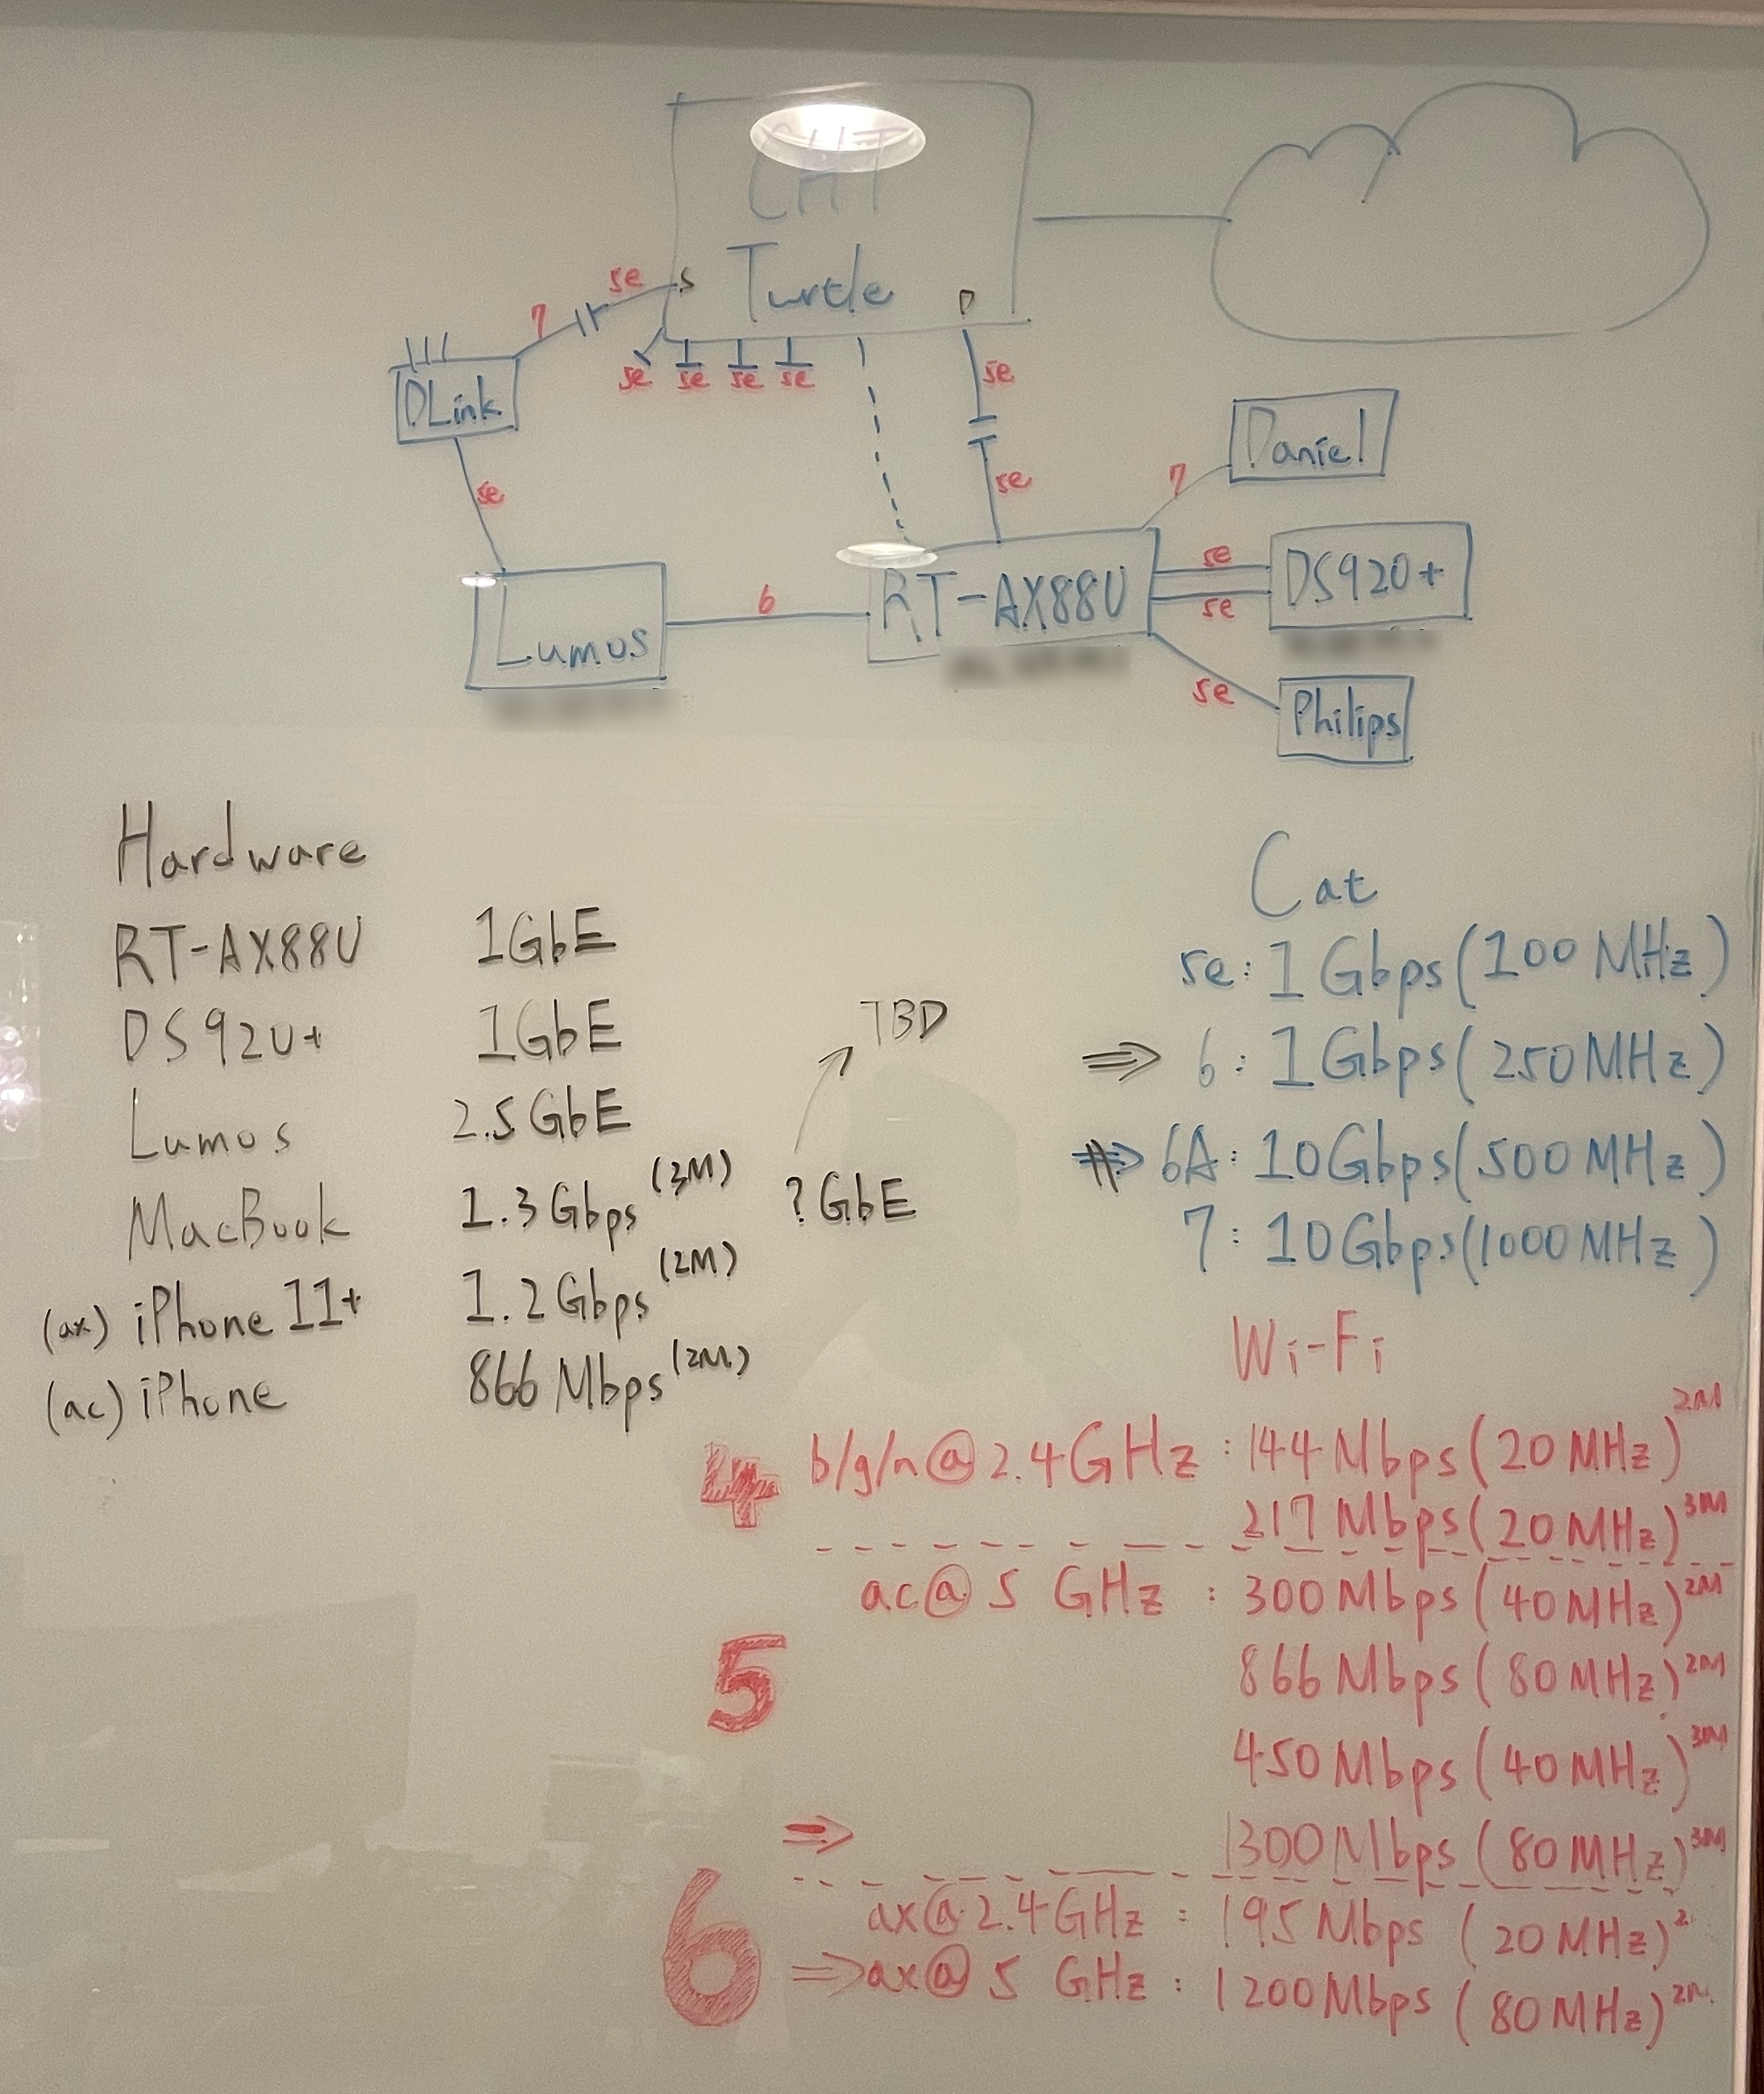 CHT
Turtle
S
D
5e
7
5e
5e
5e
5e
5e
DLink
5e
5e
Daniel
7
Lumos
6
RT-AX88U
5e
5e
DS920+
5e
Philips
Hardware
RT-AX88U 1GbE
DS920+ 1GbE
Lumos 2.5GbE
MacBook 1.3Gbps (3M) ?GbE
TBD
(ax) iPhone 11+ 1.2Gbps (2M)
(ac) iPhone 866 Mbps (2M)
Cat
5e: 1Gbps (100 MHz)
⇒ 6: 1Gbps (250MHz)
⇒ 6A: 10Gbps (500 MHz)
7: 10Gbps (1000 MHz)
Wi-Fi
4 b/g/n@2.4GHz: 144 Mbps (20 MHz) 2M
217 Mbps (20 MHz) 3M
5 ac@5 GHz: 300 Mbps (40 MHz) 2M
866 Mbps (80 MHz) 2M
450 Mbps (40 MHz) 3M
⇒ 1300 Mbps (80 MHz) 3M
6 ax@2.4GHz: 195 Mbps (20 MHz) 2
⇒ ax@5 GHz: 1200 Mbps (80 MHz) 2M